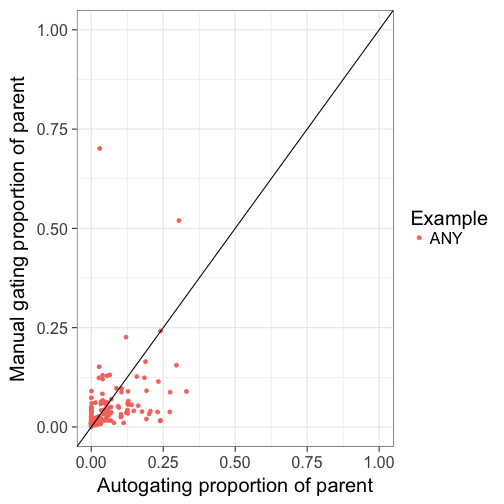 Manual gating proportion of parent
1.00
0.75
0.50
0.25
0.00
0.00 0.25 0.50 0.75 1.00
Autogating proportion of parent
Example
ANY